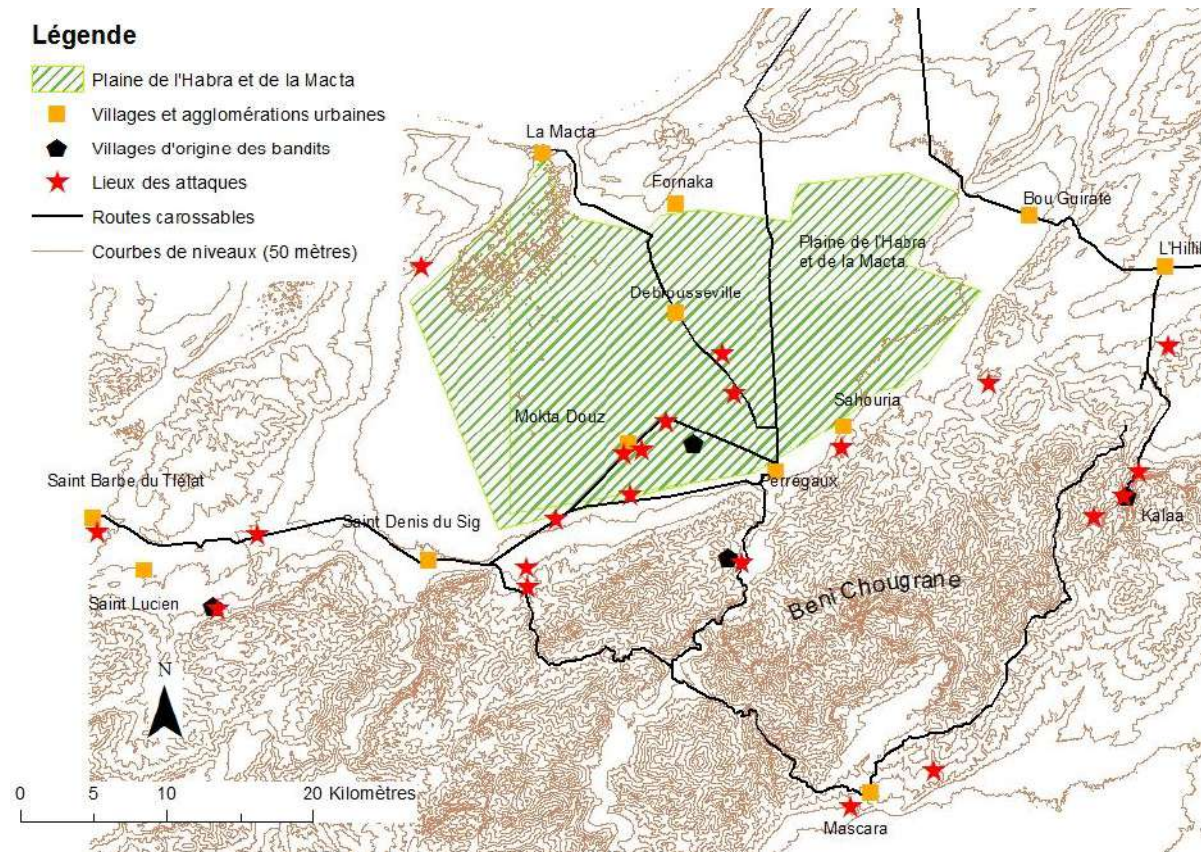 Légende
Plaine de l'Habra et de la Macta
Villages et agglomérations urbaines
Villages d'origine des bandits
Lieux des attaques
Routes carossables
Courbes de niveaux (50 mètres)
La Macta
Fornaka
Bou Guirate
Plaine de l'Habra
et de la Macta
L'Hillil
Debrousseville
Mokta Douz
Sahouria
Perrégaux
Saint Barbe du Tlélat
Saint Denis du Sig
Kalaa
Saint Lucien
Beni Chougrane
N
0 5 10 20 Kilomètres
Mascara